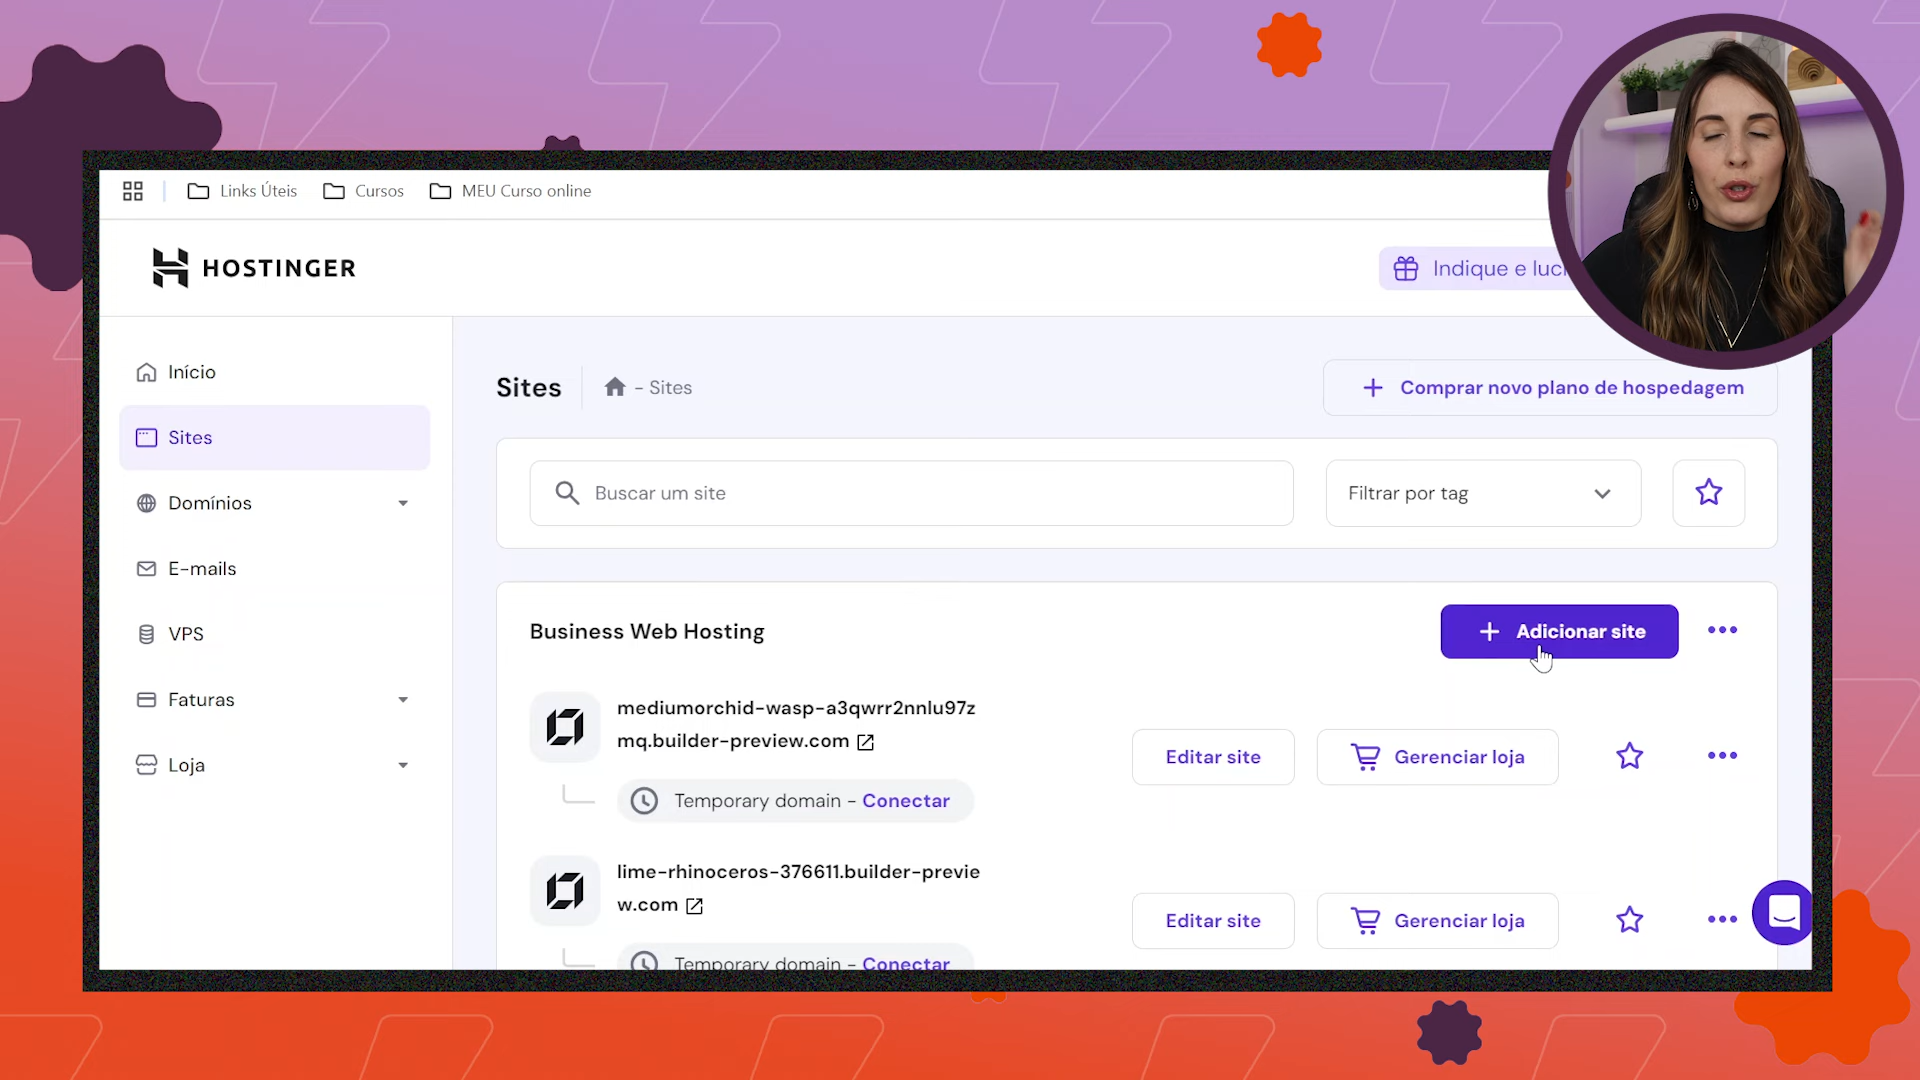 Links Úteis Cursos MEU Curso online
HOSTINGER
Indique e luc
Início
Sites
Domínios
E-mails
VPS
Faturas
Loja
Sites - Sites
+ Comprar novo plano de hospedagem
Buscar um site
Filtrar por tag
Business Web Hosting
+ Adicionar site
mediumorchid-wasp-a3qwrr2nnlu97z
mq.builder-preview.com
Editar site
Gerenciar loja
Temporary domain - Conectar
lime-rhinoceros-376611.builder-previe
w.com
Editar site
Gerenciar loja
Temporary domain - Conectar